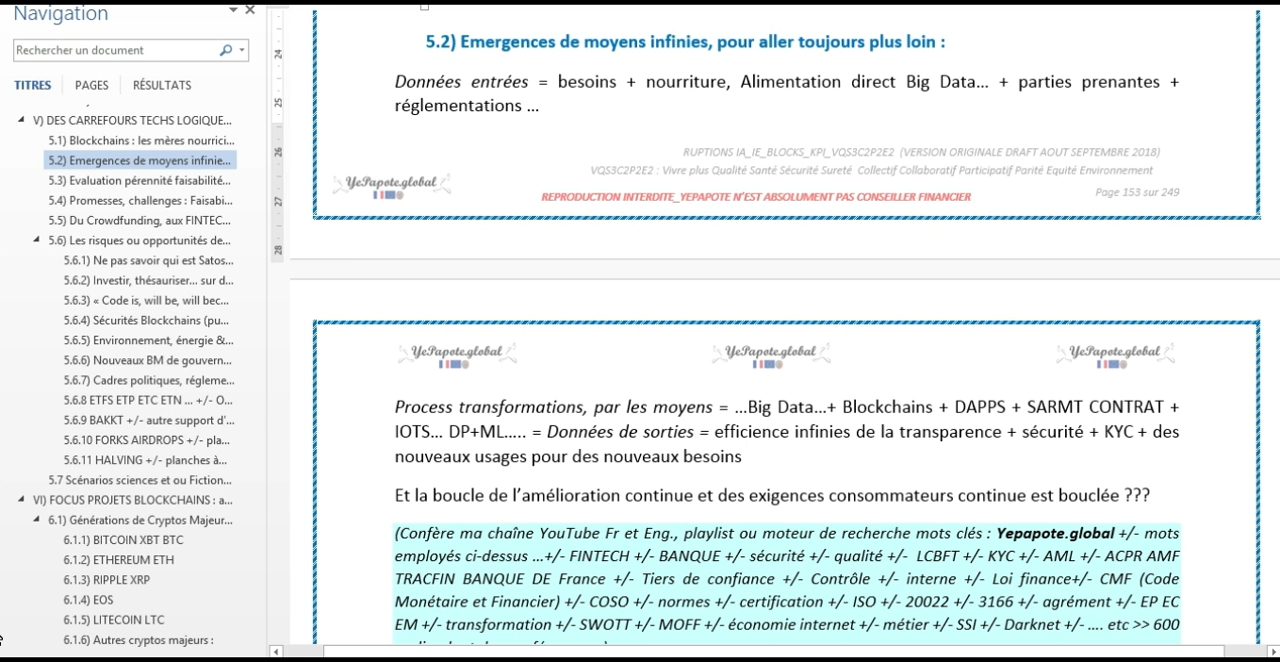 Navigation
Rechercher un document
TITRES PAGES RÉSULTATS
V) DES CARREFOURS TECHS LOGIQUE...
5.1) Blockchains : les mères nourrici...
5.2) Emergences de moyens infinie...
5.3) Evaluation pérennité faisabilité...
5.4) Promesses, challenges : Faisabi...
5.5) Du Crowdfunding, aux FINTEC...
5.6) Les risques ou opportunités de...
5.6.1) Ne pas savoir qui est Satos...
5.6.2) Investir, thésauriser... sur d...
5.6.3) « Code is, will be, will bec...
5.6.4) Sécurités Blockchains (pu...
5.6.5) Environnement, énergie &...
5.6.6) Nouveaux BM de gouvern...
5.6.7) Cadres politiques, régleme...
5.6.8 ETFS ETP ETC ETN ... +/- O...
5.6.9 BAKKT +/- autre support d'...
5.6.10 FORKS AIRDROPS +/- pla...
5.6.11 HALVING +/- planches à...
5.7 Scénarios sciences et ou Fiction...
VI) FOCUS PROJETS BLOCKCHAINS : a...
6.1) Générations de Cryptos Majeur...
6.1.1) BITCOIN XBT BTC
6.1.2) ETHEREUM ETH
6.1.3) RIPPLE XRP
6.1.4) EOS
6.1.5) LITECOIN LTC
6.1.6) Autres cryptos majeurs :
24
25
26
27
28
5.2) Emergences de moyens infinies, pour aller toujours plus loin :
Données entrées = besoins + nourriture, Alimentation direct Big Data... + parties prenantes +
réglementations ...
RUPTIONS IA_IE_BLOCKS_KPI_VQS3C2P2E2 (VERSION ORIGINALE DRAFT AOUT SEPTEMBRE 2018)
VQS3C2P2E2 : Vivre plus Qualité Santé Sécurité Sureté Collectif Collaboratif Participatif Parité Equité Environnement
YePapote.global
REPRODUCTION INTERDITE_YEPAPOTE N'EST ABSOLUMENT PAS CONSEILLER FINANCIER
Page 153 sur 249
YePapote.global YePapote.global YePapote.global
Process transformations, par les moyens = ...Big Data...+ Blockchains + DAPPS + SARMT CONTRAT +
IOTS... DP+ML..... = Données de sorties = efficience infinies de la transparence + sécurité + KYC + des
nouveaux usages pour des nouveaux besoins
Et la boucle de l'amélioration continue et des exigences consommateurs continue est bouclée ???
(Confère ma chaîne YouTube Fr et Eng., playlist ou moteur de recherche mots clés : Yepapote.global +/- mots
employés ci-dessus ...+/- FINTECH +/- BANQUE +/- sécurité +/- qualité +/- LCBFT +/- KYC +/- AML +/- ACPR AMF
TRACFIN BANQUE DE France +/- Tiers de confiance +/- Contrôle +/- interne +/- Loi finance+/- CMF (Code
Monétaire et Financier) +/- COSO +/- normes +/- certification +/- ISO +/- 20022 +/- 3166 +/- agrément +/- EP EC
EM +/- transformation +/- SWOTT +/- MOFF +/- économie internet +/- métier +/- SSI +/- Darknet +/- .... etc >> 600